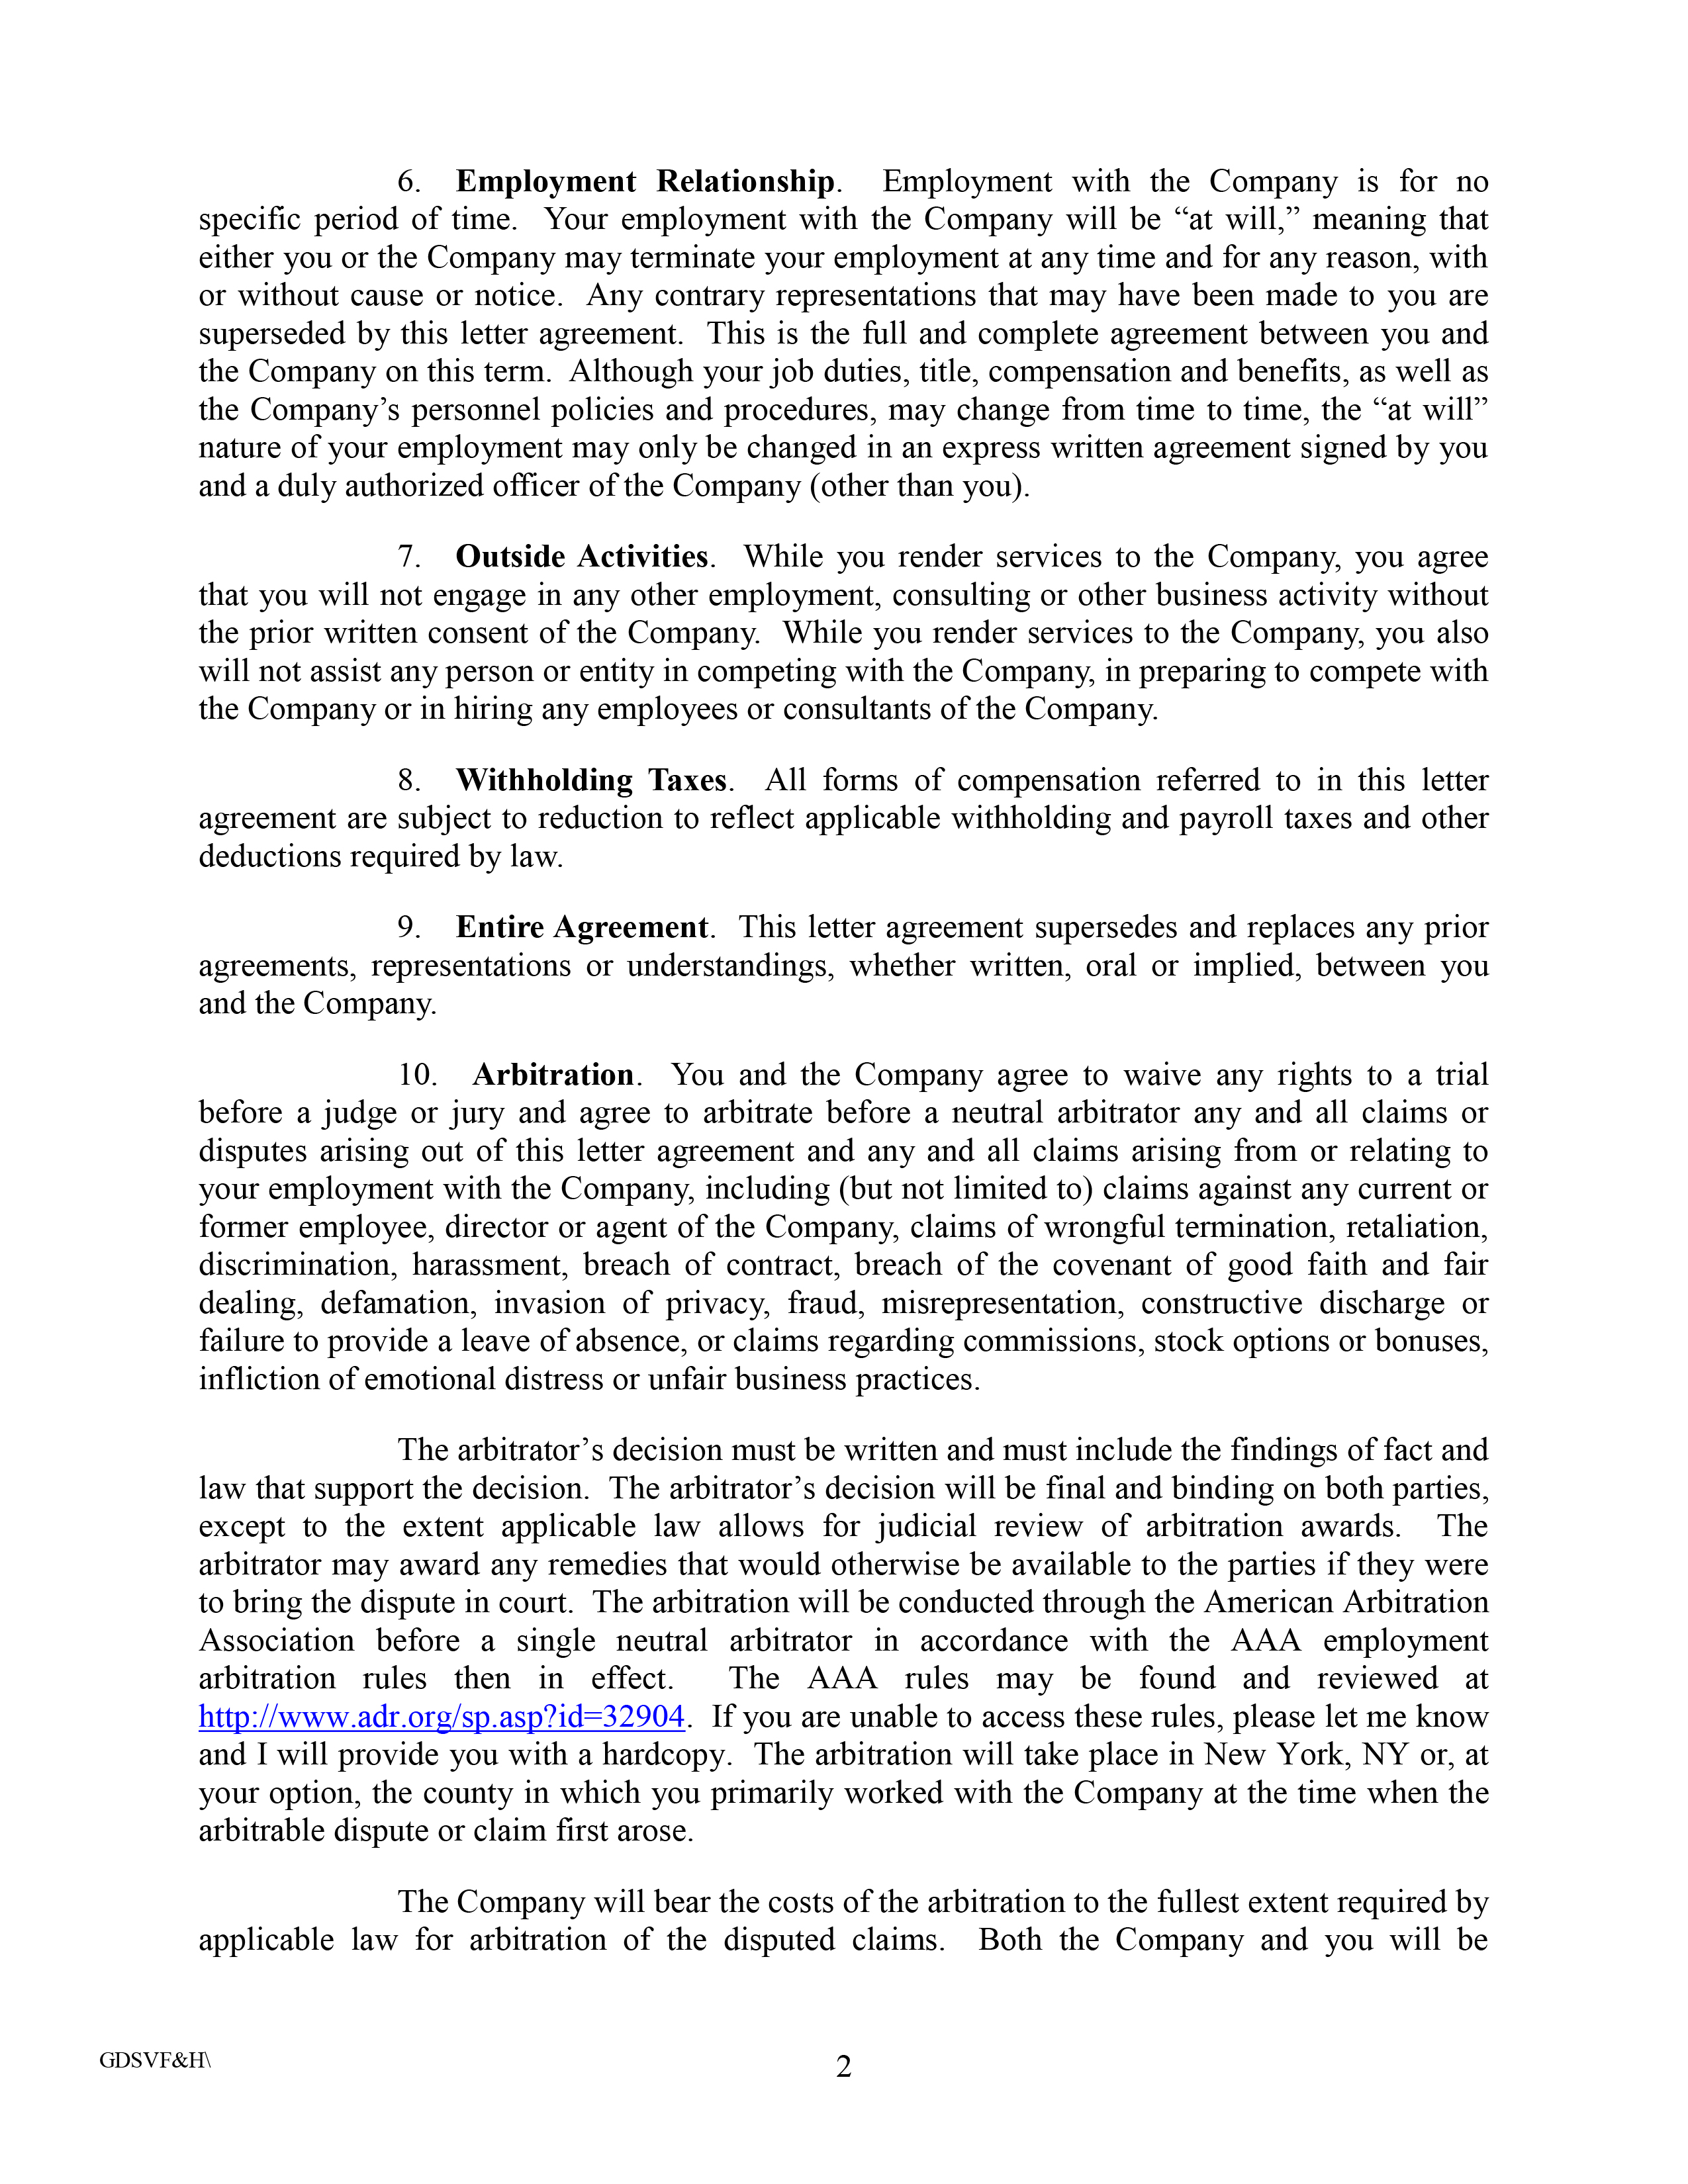 6. Employment Relationship. Employment with the Company is for no
specific period of time. Your employment with the Company will be “at will,” meaning that
either you or the Company may terminate your employment at any time and for any reason, with
or without cause or notice. Any contrary representations that may have been made to you are
superseded by this letter agreement. This is the full and complete agreement between you and
the Company on this term. Although your job duties, title, compensation and benefits, as well as
the Company’s personnel policies and procedures, may change from time to time, the “at will”
nature of your employment may only be changed in an express written agreement signed by you
and a duly authorized officer of the Company (other than you).
7. Outside Activities. While you render services to the Company, you agree
that you will not engage in any other employment, consulting or other business activity without
the prior written consent of the Company. While you render services to the Company, you also
will not assist any person or entity in competing with the Company, in preparing to compete with
the Company or in hiring any employees or consultants of the Company.
8. Withholding Taxes. All forms of compensation referred to in this letter
agreement are subject to reduction to reflect applicable withholding and payroll taxes and other
deductions required by law.
9. Entire Agreement. This letter agreement supersedes and replaces any prior
agreements, representations or understandings, whether written, oral or implied, between you
and the Company.
10. Arbitration. You and the Company agree to waive any rights to a trial
before a judge or jury and agree to arbitrate before a neutral arbitrator any and all claims or
disputes arising out of this letter agreement and any and all claims arising from or relating to
your employment with the Company, including (but not limited to) claims against any current or
former employee, director or agent of the Company, claims of wrongful termination, retaliation,
discrimination, harassment, breach of contract, breach of the covenant of good faith and fair
dealing, defamation, invasion of privacy, fraud, misrepresentation, constructive discharge or
failure to provide a leave of absence, or claims regarding commissions, stock options or bonuses,
infliction of emotional distress or unfair business practices.
The arbitrator’s decision must be written and must include the findings of fact and
law that support the decision. The arbitrator’s decision will be final and binding on both parties,
except to the extent applicable law allows for judicial review of arbitration awards. The
arbitrator may award any remedies that would otherwise be available to the parties if they were
to bring the dispute in court. The arbitration will be conducted through the American Arbitration
Association before a single neutral arbitrator in accordance with the AAA employment
arbitration rules then in effect. The AAA rules may be found and reviewed at
http://www.adr.org/sp.asp?id=32904. If you are unable to access these rules, please let me know
and I will provide you with a hardcopy. The arbitration will take place in New York, NY or, at
your option, the county in which you primarily worked with the Company at the time when the
arbitrable dispute or claim first arose.
The Company will bear the costs of the arbitration to the fullest extent required by
applicable law for arbitration of the disputed claims. Both the Company and you will be
GDSVF&H\
2